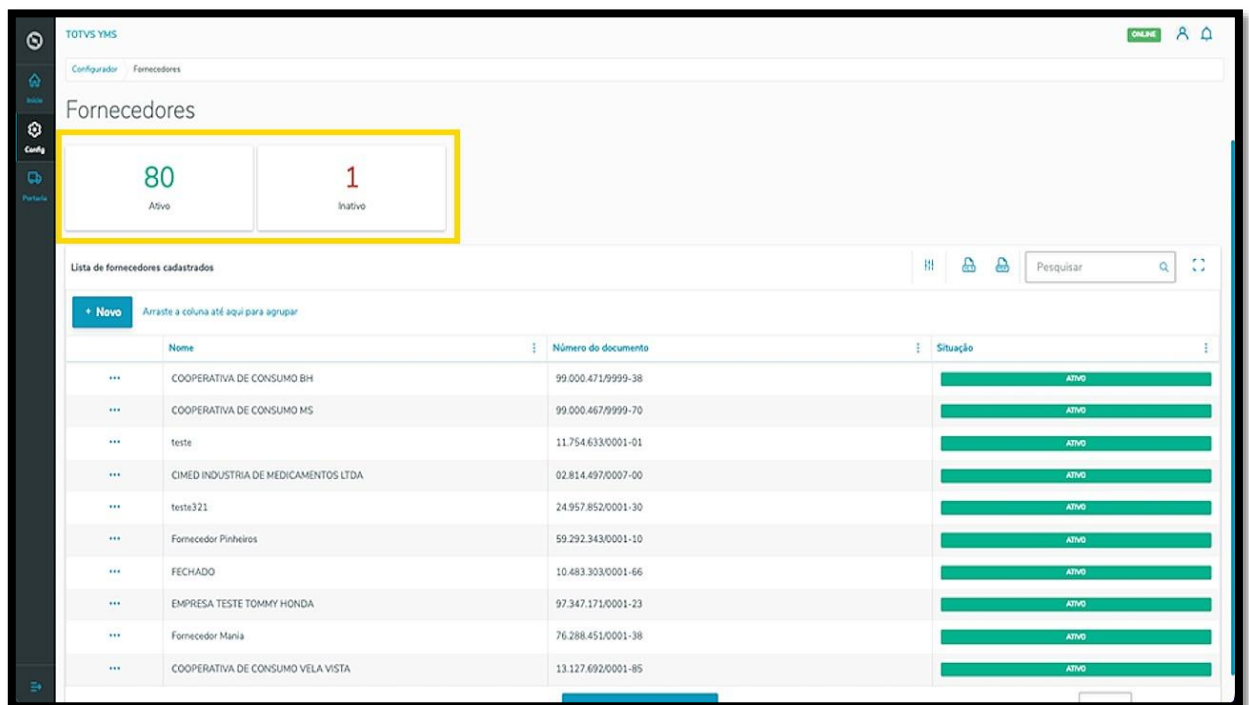 TOTVS YMS
ONLINE
Configurador Fornecedores
Início
Config
Portaria
Fornecedores
80
Ativo
1
Inativo
Lista de fornecedores cadastrados
Pesquisar
+ Novo
Arraste a coluna até aqui para agrupar
Nome Número do documento Situação
COOPERATIVA DE CONSUMO BH 99.000.471/9999-38 ATIVO
COOPERATIVA DE CONSUMO MS 99.000.467/9999-70 ATIVO
teste 11.754.633/0001-01 ATIVO
CIMED INDUSTRIA DE MEDICAMENTOS LTDA 02.814.497/0007-00 ATIVO
teste321 24.957.852/0001-30 ATIVO
Fornecedor Pinheiros 59.292.343/0001-10 ATIVO
FECHADO 10.483.303/0001-66 ATIVO
EMPRESA TESTE TOMMY HONDA 97.347.171/0001-23 ATIVO
Fornecedor Mania 76.288.451/0001-38 ATIVO
COOPERATIVA DE CONSUMO VELA VISTA 13.127.692/0001-85 ATIVO